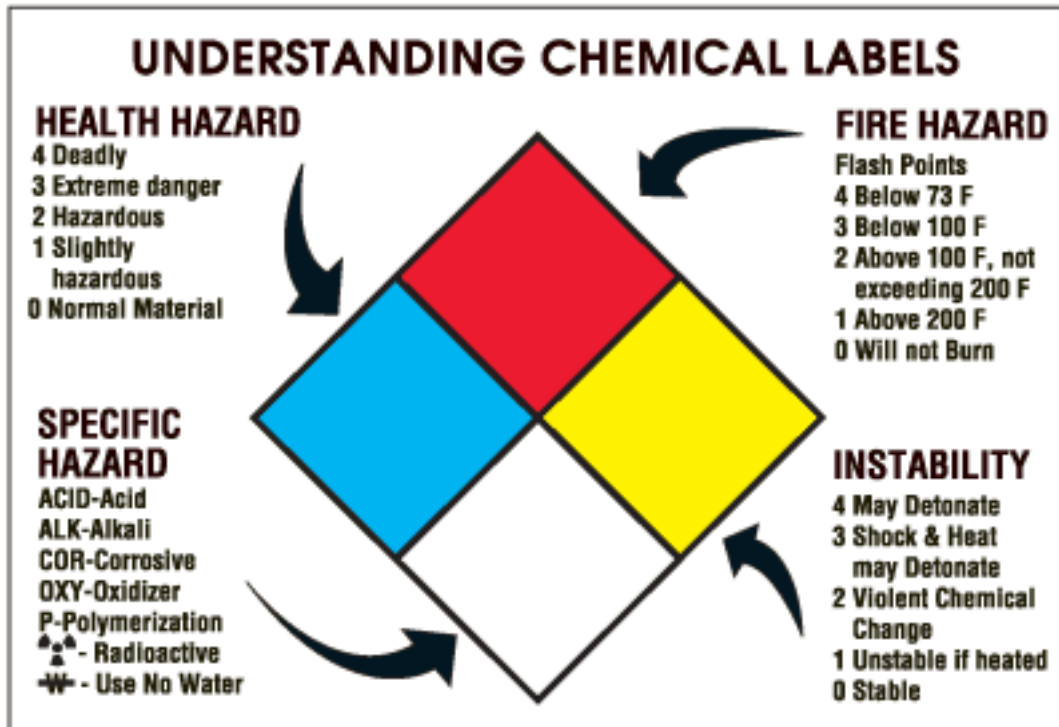 UNDERSTANDING CHEMICAL LABELS
HEALTH HAZARD
4 Deadly
3 Extreme danger
2 Hazardous
1 Slightly
hazardous
0 Normal Material
FIRE HAZARD
Flash Points
4 Below 73 F
3 Below 100 F
2 Above 100 F, not
exceeding 200 F
1 Above 200 F
0 Will not Burn
SPECIFIC
HAZARD
ACID-Acid
ALK-Alkali
COR-Corrosive
OXY-Oxidizer
P-Polymerization
- Radioactive
W - Use No Water
INSTABILITY
4 May Detonate
3 Shock & Heat
may Detonate
2 Violent Chemical
Change
1 Unstable if heated
0 Stable